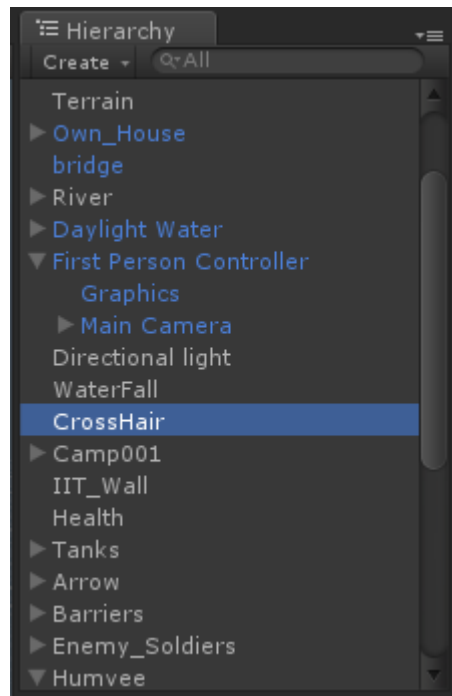 Hierarchy
Create All
Terrain
Own_House
bridge
River
Daylight Water
First Person Controller
Graphics
Main Camera
Directional light
WaterFall
CrossHair
Camp001
IIT_Wall
Health
Tanks
Arrow
Barriers
Enemy_Soldiers
Humvee